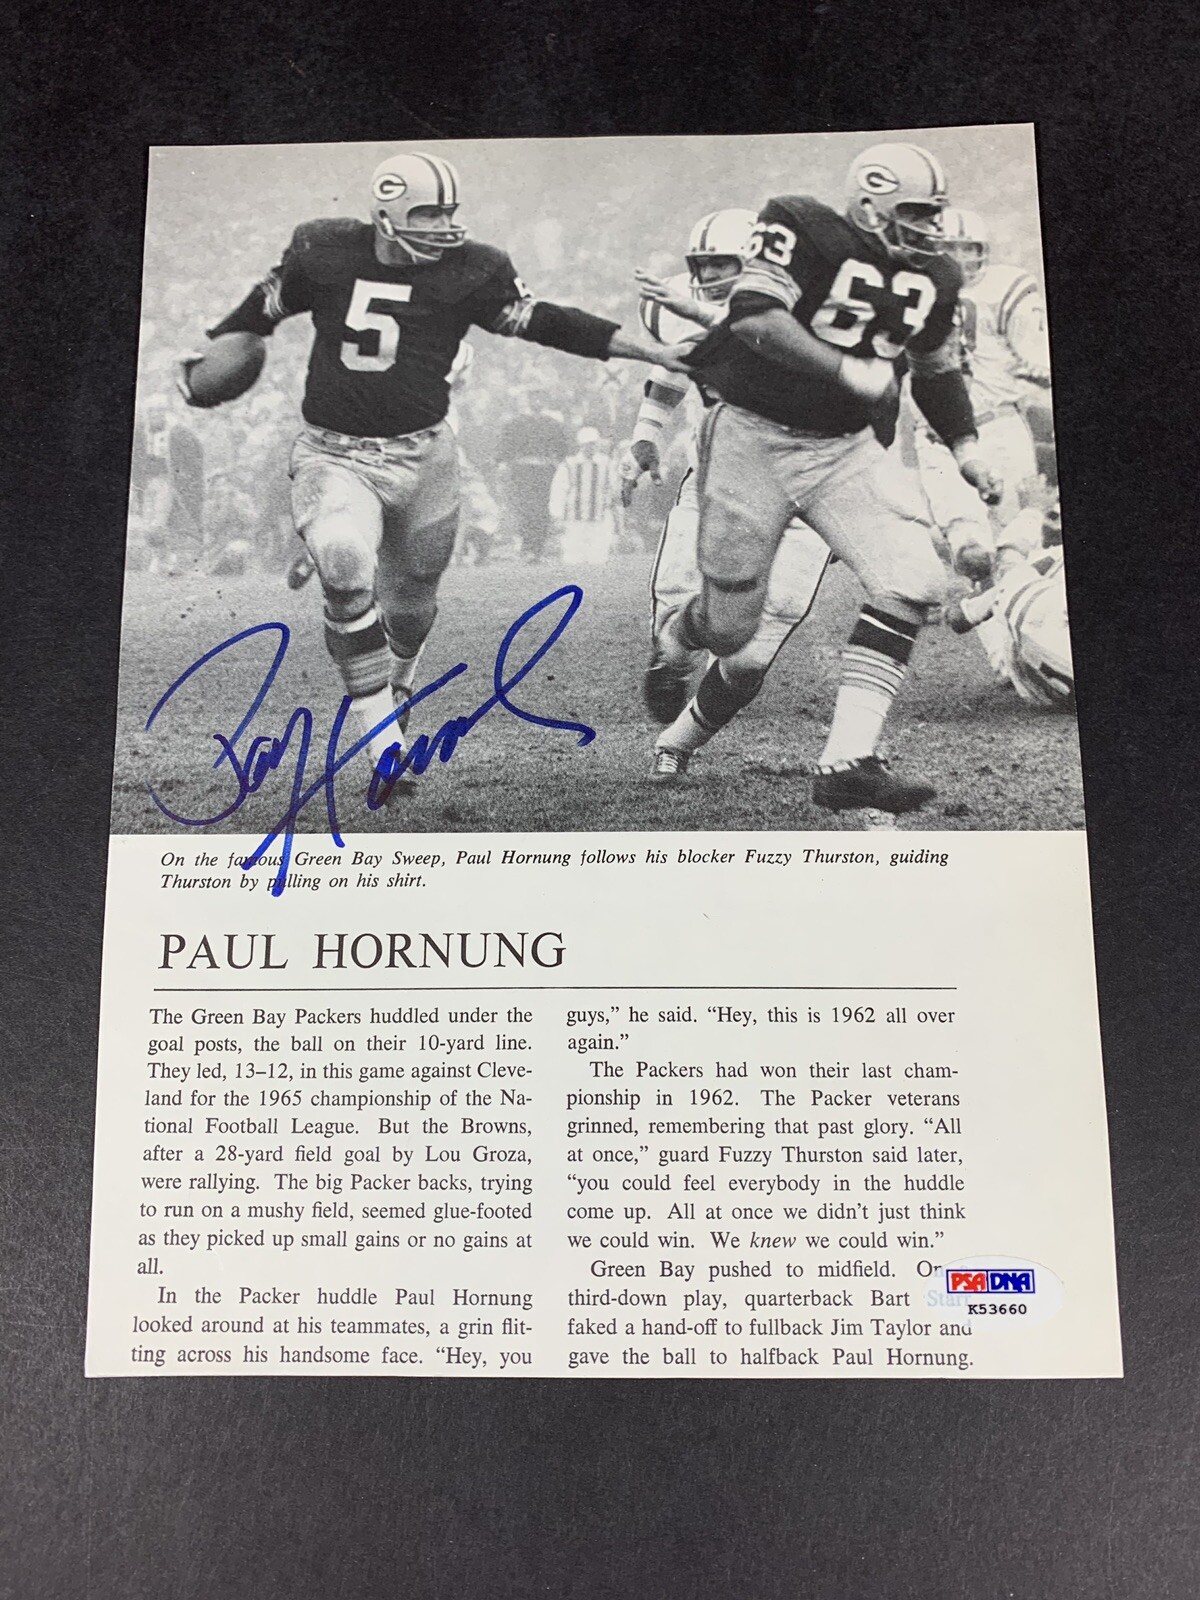 G
G
5
5
63
63
Paul Hornung
On the famous Green Bay Sweep, Paul Hornung follows his blocker Fuzzy Thurston, guiding
Thurston by pulling on his shirt.
PAUL HORNUNG
The Green Bay Packers huddled under the
goal posts, the ball on their 10-yard line.
They led, 13–12, in this game against Cleve-
land for the 1965 championship of the Na-
tional Football League. But the Browns,
after a 28-yard field goal by Lou Groza,
were rallying. The big Packer backs, trying
to run on a mushy field, seemed glue-footed
as they picked up small gains or no gains at
all.
In the Packer huddle Paul Hornung
looked around at his teammates, a grin flit-
ting across his handsome face. “Hey, you
guys,” he said. “Hey, this is 1962 all over
again.”
The Packers had won their last cham-
pionship in 1962. The Packer veterans
grinned, remembering that past glory. “All
at once,” guard Fuzzy Thurston said later,
“you could feel everybody in the huddle
come up. All at once we didn’t just think
we could win. We knew we could win.”
Green Bay pushed to midfield. On
third-down play, quarterback Bart Starr
faked a hand-off to fullback Jim Taylor and
gave the ball to halfback Paul Hornung.
PSA DNA
K53660